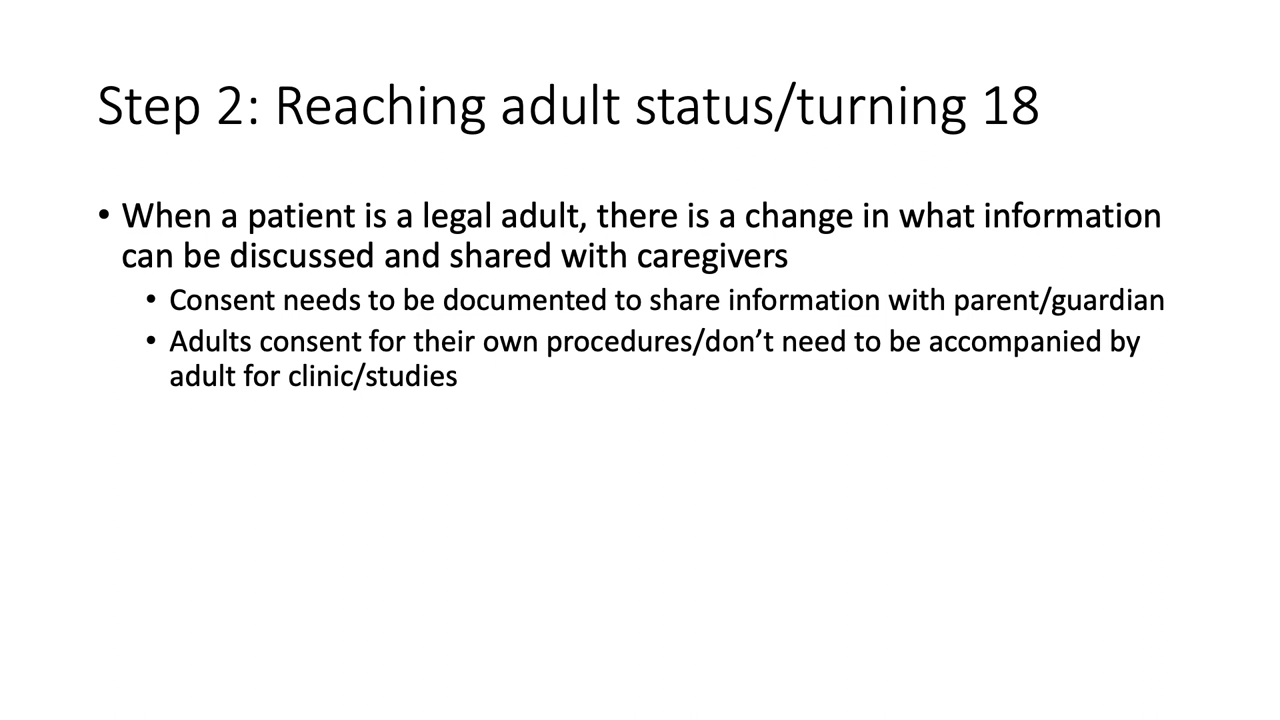 Step 2: Reaching adult status/turning 18
• When a patient is a legal adult, there is a change in what information
can be discussed and shared with caregivers
• Consent needs to be documented to share information with parent/guardian
• Adults consent for their own procedures/don’t need to be accompanied by
adult for clinic/studies